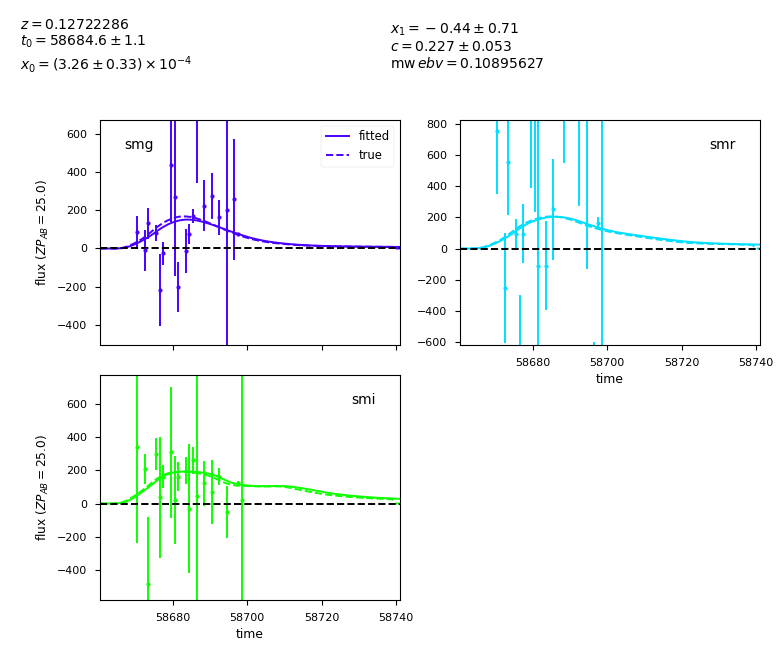 z = 0.12722286
t0 = 58684.6 ± 1.1
x0 = (3.26 ± 0.33) × 10^−4
x1 = −0.44 ± 0.71
c = 0.227 ± 0.053
mw ebv = 0.10895627
smg
fitted
true
600
400
200
0
−200
−400
flux (ZP_AB = 25.0)
smr
800
600
400
200
0
−200
−400
−600
58680
58700
58720
58740
time
smi
600
400
200
0
−200
−400
flux (ZP_AB = 25.0)
58680
58700
58720
58740
time